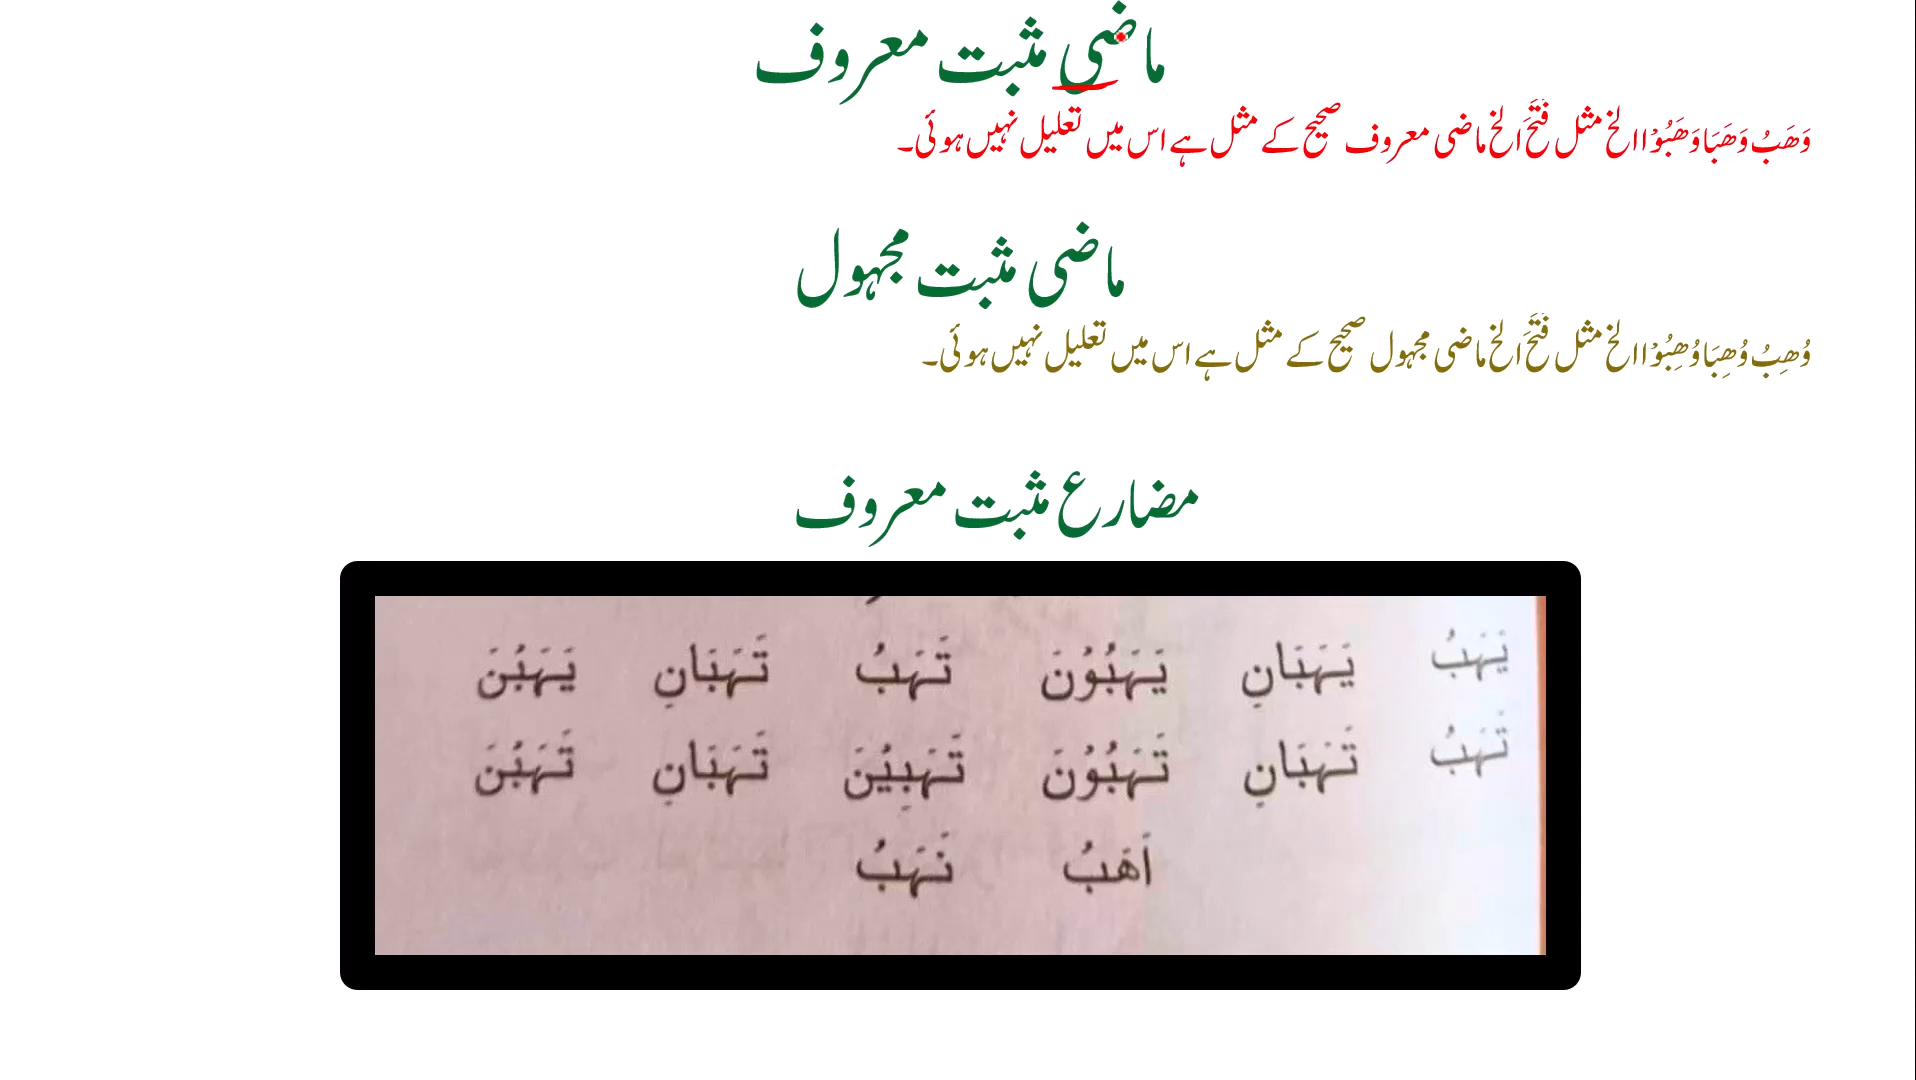 ماضی مثبت معروف
وَهَبُ وَهَبَا وَهَبُوْا الخ مثل فَتَحَ الخ ماضی معروف صحیح کے مثل ہے اس میں تعلیل نہیں ہوئی۔
ماضی مثبت مجہول
وُهِبُ وُهِبَا وُهِبُوْا الخ مثل فَتَحَ الخ ماضی مجہول صحیح کے مثل ہے اس میں تعلیل نہیں ہوئی۔
مضارع مثبت معروف
يَهَبُ يَهَبَانِ يَهَبُوْنَ تَهَبُ تَهَبَانِ يَهَبْنَ
تَهَبُ تَهَبَانِ تَهَبُوْنَ تَهَبِيْنَ تَهَبَانِ تَهَبْنَ
اَهَبُ نَهَبُ